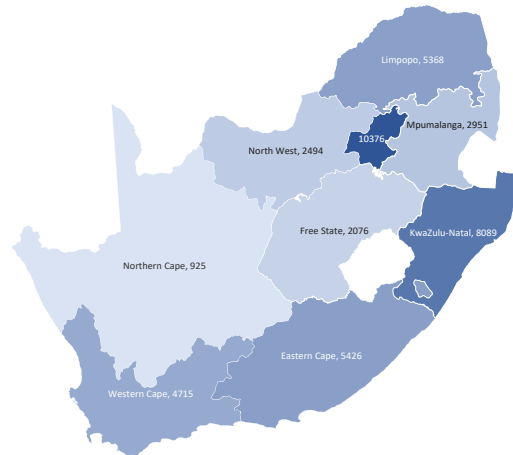 Limpopo, 5368
Mpumalanga, 2951
10376
North West, 2494
Free State, 2076
KwaZulu-Natal, 8089
Northern Cape, 925
Eastern Cape, 5426
Western Cape, 4715